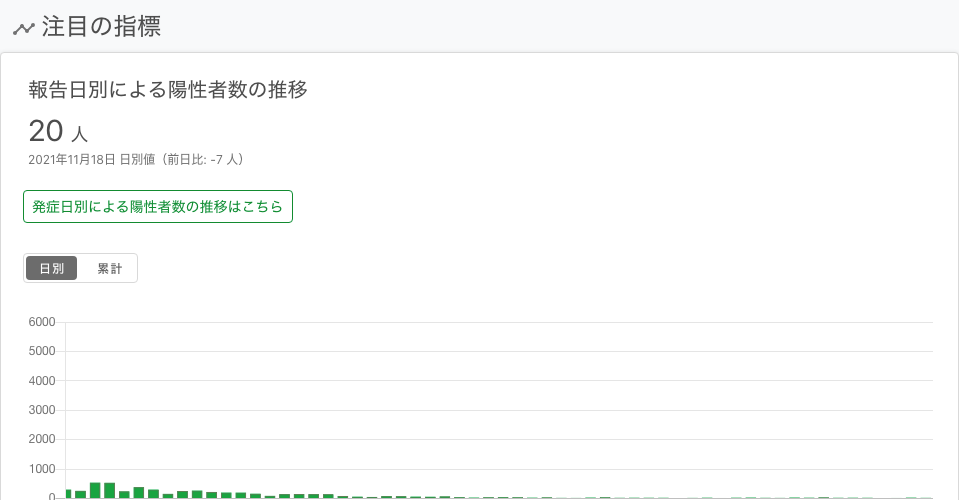 注目の指標
報告日別による陽性者数の推移
20 人
2021年11月18日 日別値（前日比: -7 人）
発症日別による陽性者数の推移はこちら
日別 累計
6000
5000
4000
3000
2000
1000
0